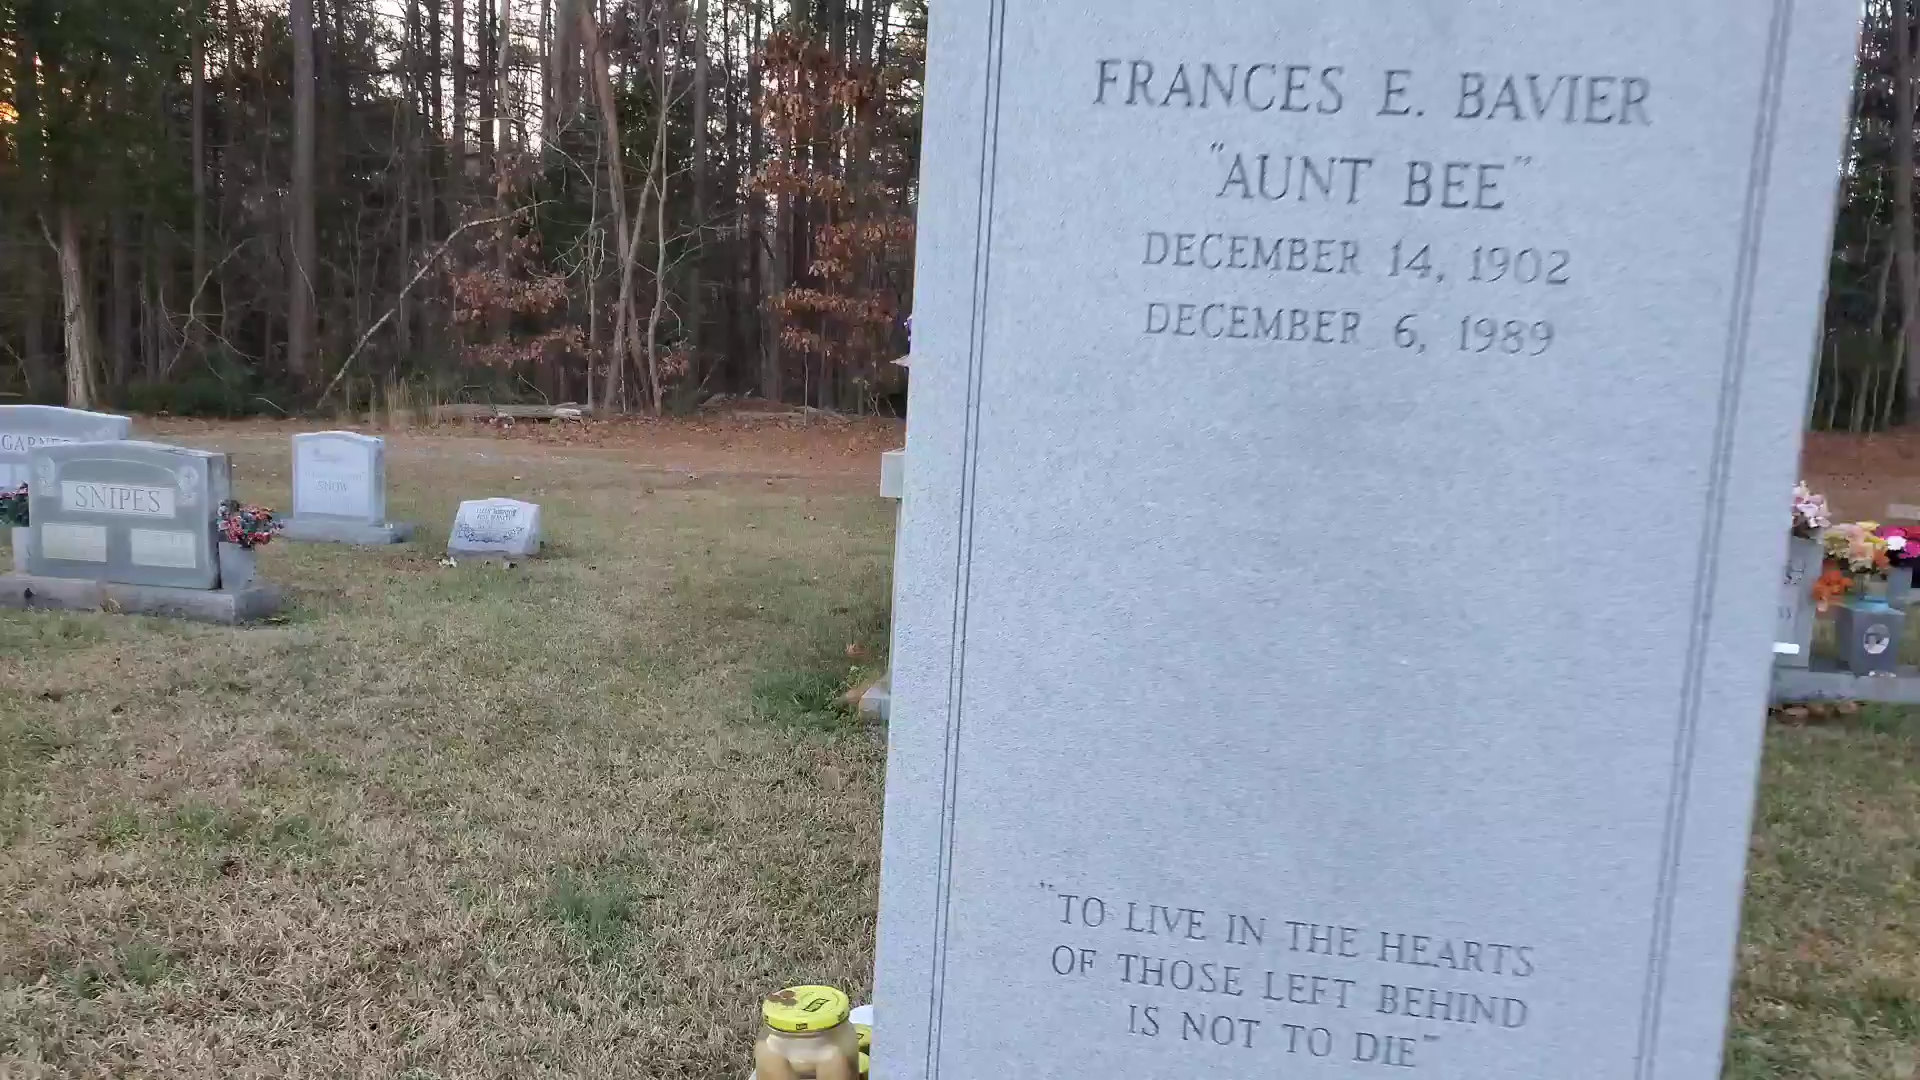 FRANCES E. BAVIER
"AUNT BEE"
DECEMBER 14, 1902
DECEMBER 6, 1989
"TO LIVE IN THE HEARTS
OF THOSE LEFT BEHIND
IS NOT TO DIE"
SNIPES
SNOW